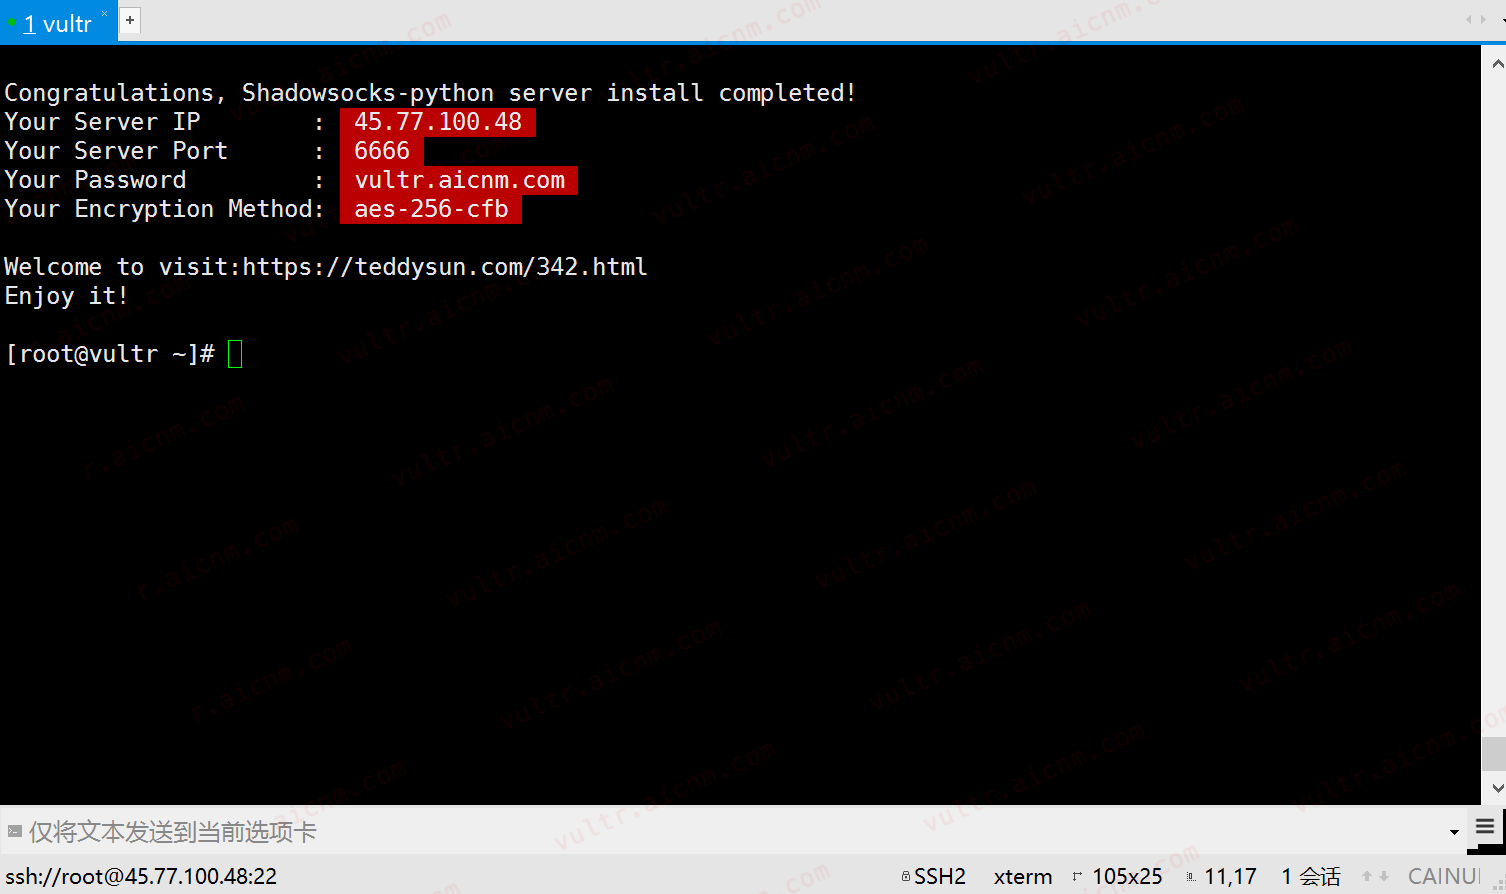 1 vultr × +
Congratulations, Shadowsocks-python server install completed!
Your Server IP        :  45.77.100.48
Your Server Port      :  6666
Your Password         :  vultr.aicnm.com
Your Encryption Method:  aes-256-cfb
Welcome to visit:https://teddysun.com/342.html
Enjoy it!
[root@vultr ~]#
仅将文本发送到当前选项卡
ssh://root@45.77.100.48:22 SSH2 xterm 105x25 11,17 1 会话
vultr.aicnm.com